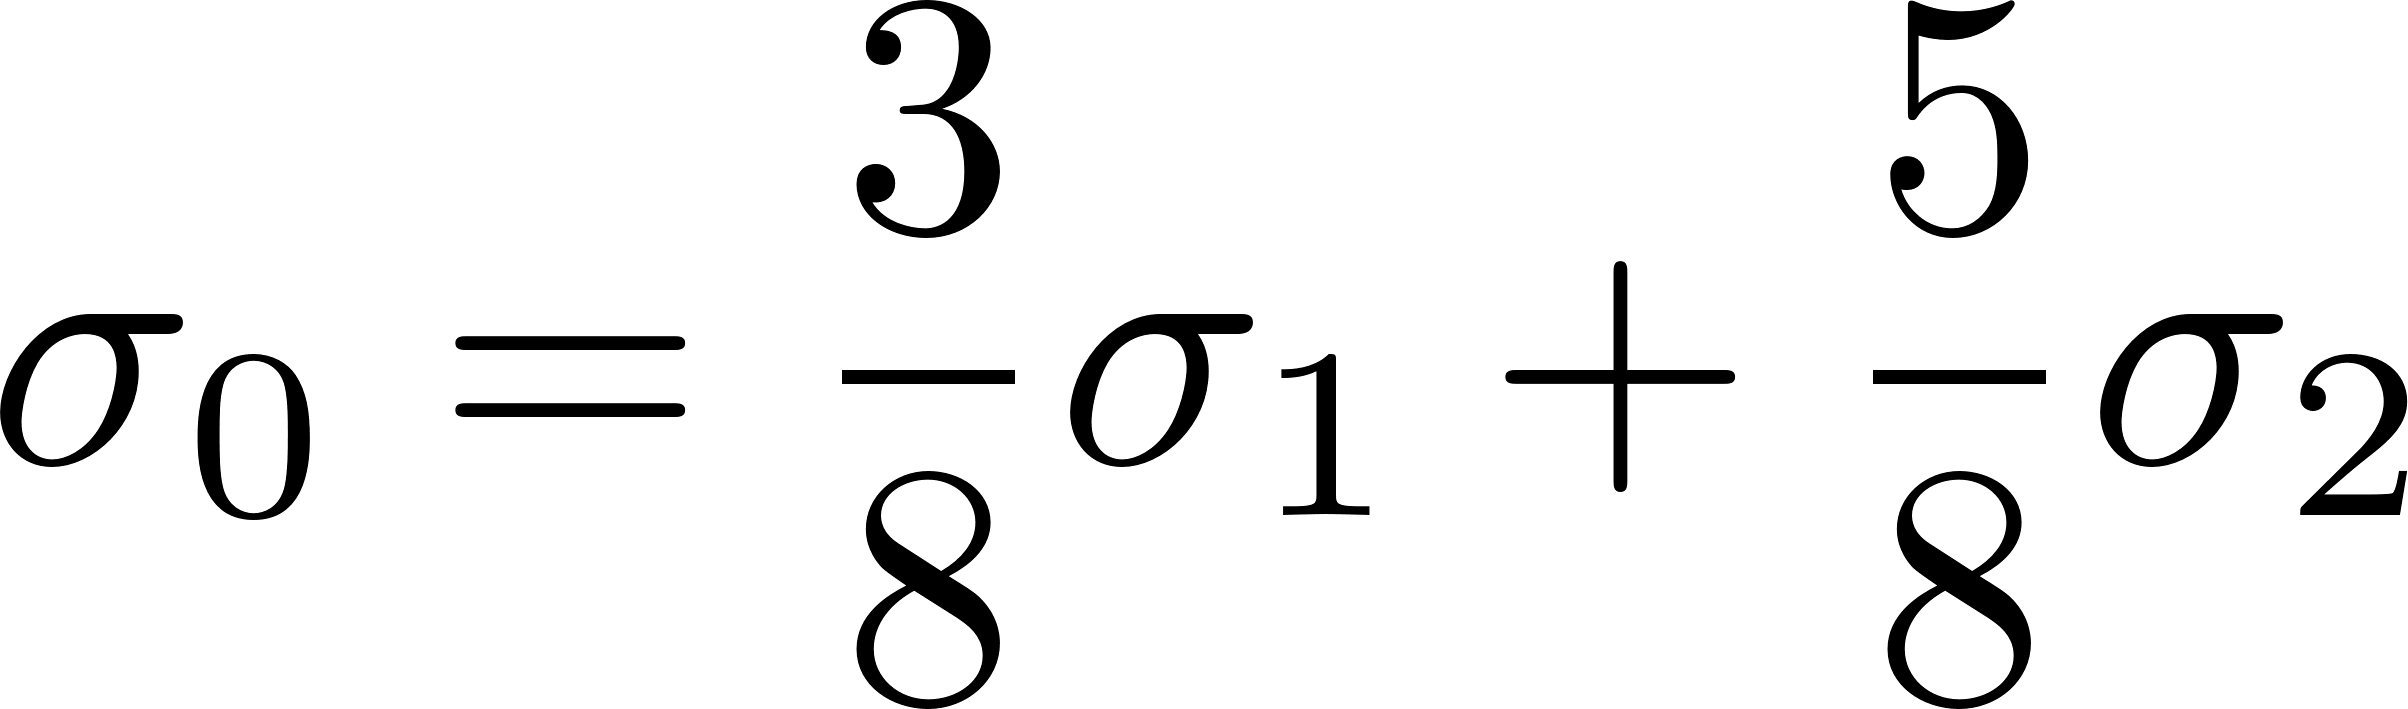 σ₀ = 3/8 σ₁ + 5/8 σ₂